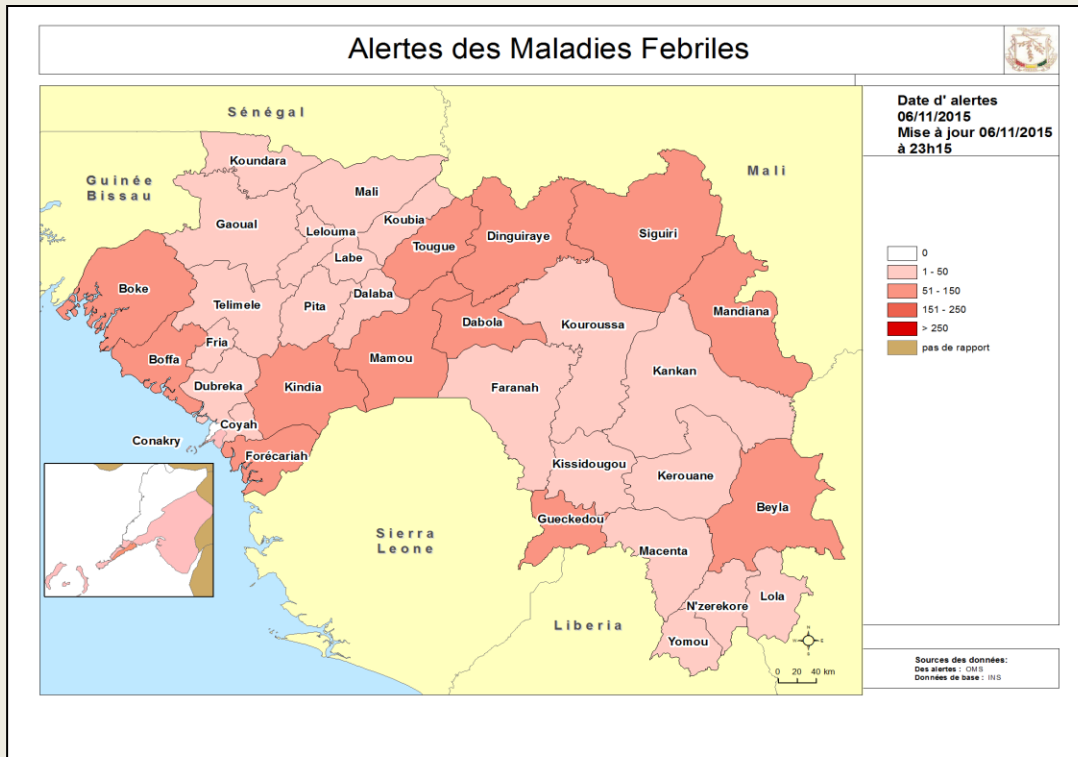 Alertes des Maladies Febriles
Date d' alertes
06/11/2015
Mise à jour 06/11/2015
à 23h15
Sénégal
Mali
Guinée
Bissau
Koundara
Mali
Gaoual
Koubia
Lelouma
Tougue
Dinguiraye
Siguiri
Labe
Boke
Telimele
Pita
Dalaba
Mandiana
Dabola
Kouroussa
Fria
Boffa
Mamou
Kankan
Dubreka
Kindia
Faranah
Coyah
Conakry
Forécariah
Kissidougou
Kerouane
Beyla
Gueckedou
Sierra
Leone
Macenta
Lola
N'zerekore
Liberia
Yomou
N
W
E
S
0 20 40 km
0
1 - 50
51 - 150
151 - 250
> 250
pas de rapport
Sources des données:
Des alertes : OMS
Données de base : INS